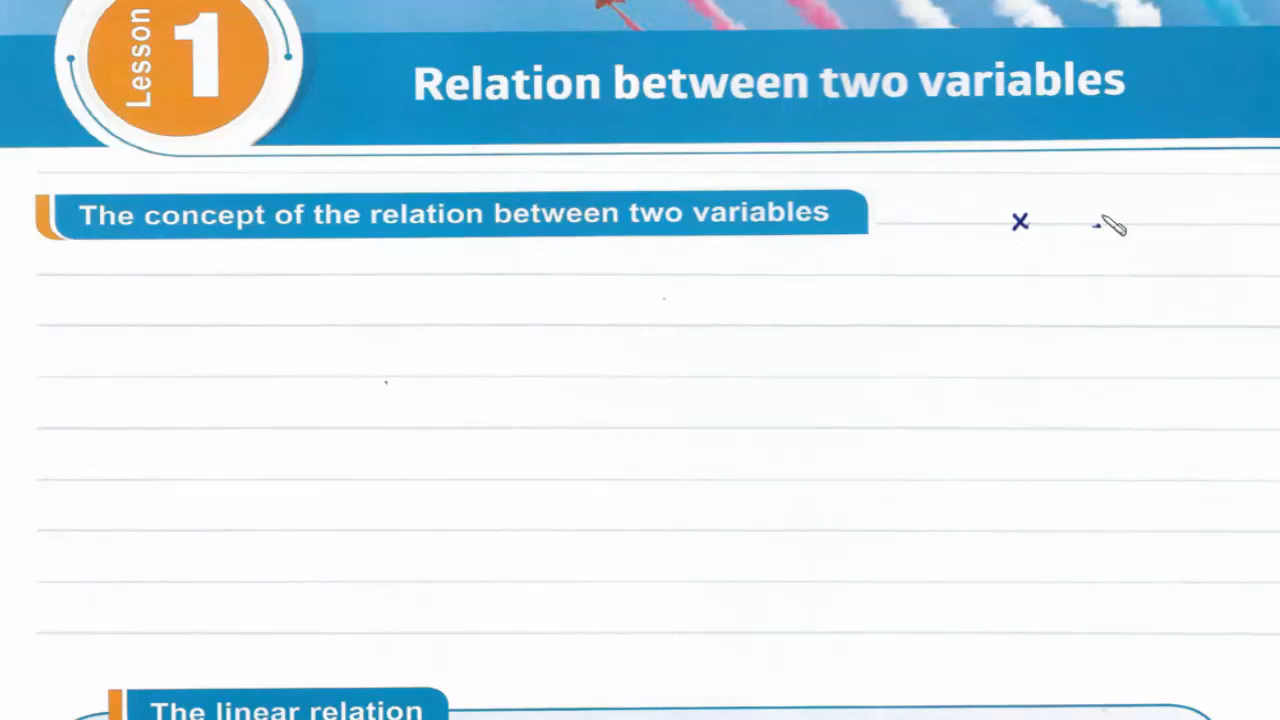 Lesson 1
Relation between two variables
The concept of the relation between two variables
x
The linear relation